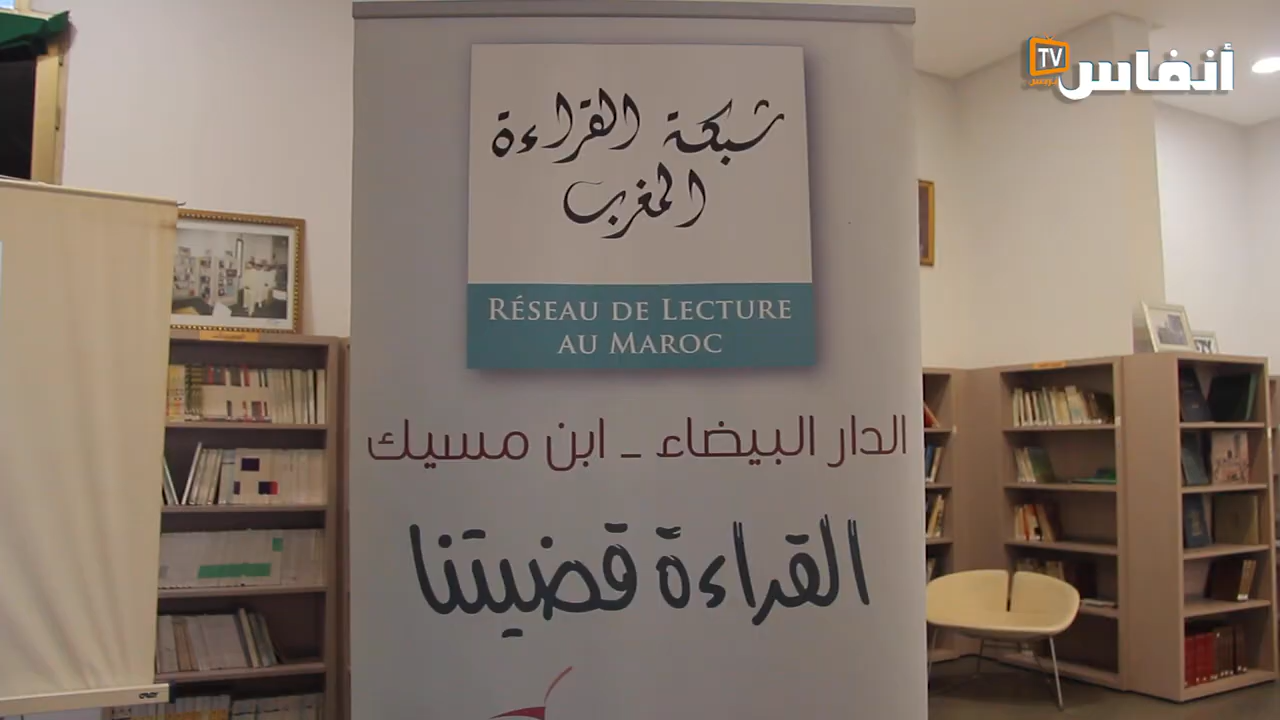 أنفاس
TV
شبكة القراءة
المغرب
RÉSEAU DE LECTURE
AU MAROC
الدار البيضاء - ابن مسيك
القراءة قضيتنا